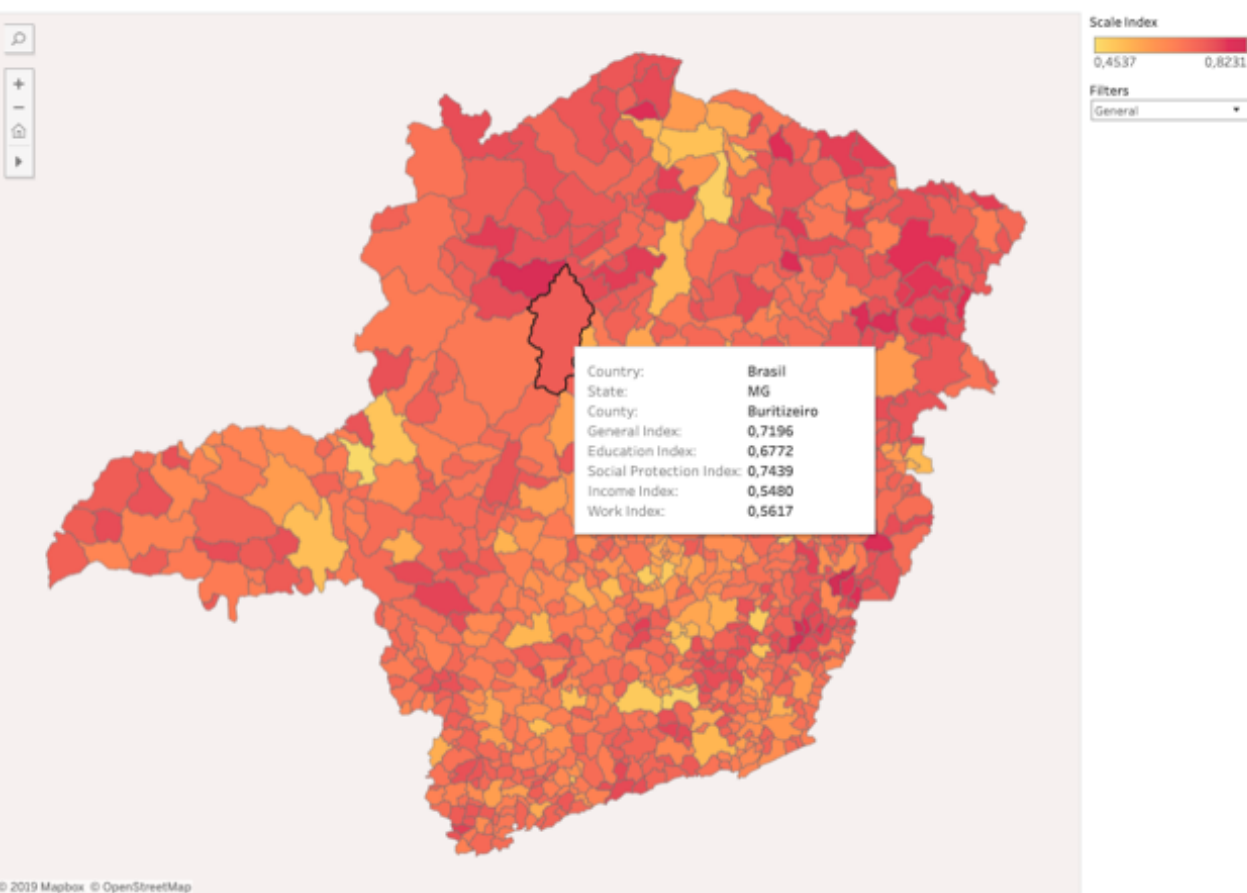 Scale Index
0,4537 0,8231
Filters
General
Country: Brasil
State: MG
County: Buritizeiro
General Index: 0,7196
Education Index: 0,6772
Social Protection Index: 0,7439
Income Index: 0,5480
Work Index: 0,5617
© 2019 Mapbox © OpenStreetMap